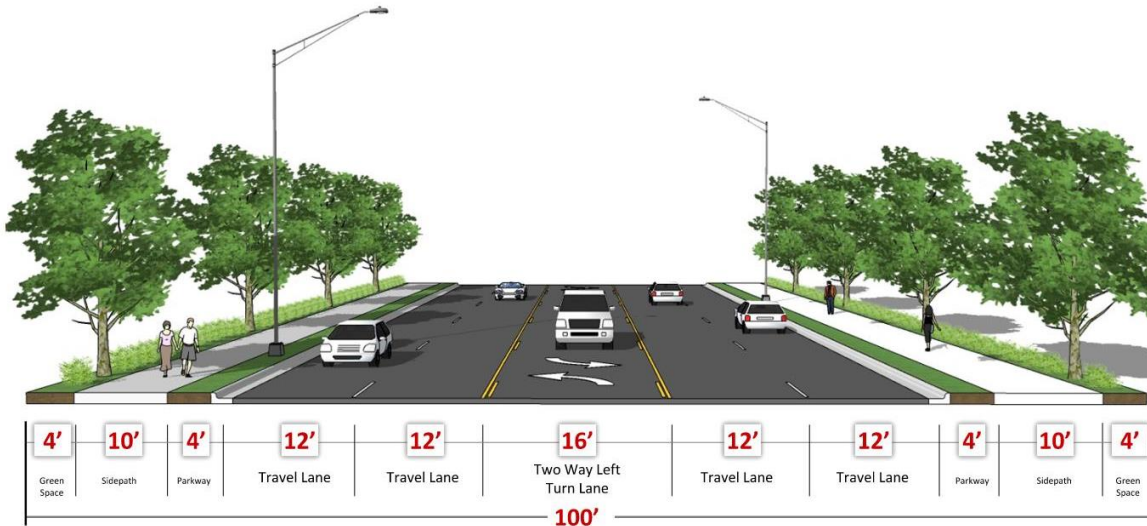 4’ 10’ 4’ 12’ 12’ 16’ 12’ 12’ 4’ 10’ 4’
Green Space
Sidepath
Parkway
Travel Lane
Travel Lane
Two Way Left
Turn Lane
Travel Lane
Travel Lane
Parkway
Sidepath
Green
Space
100’